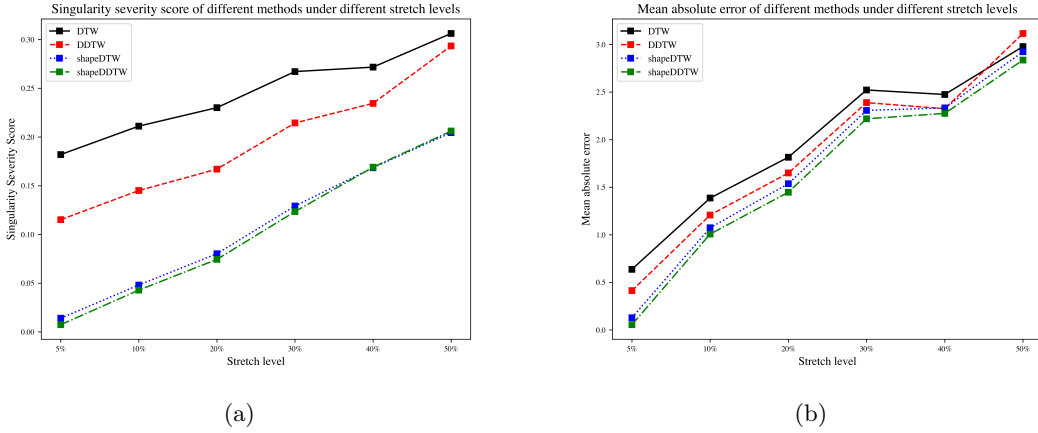 Singularity severity score of different methods under different stretch levels
DTW
DDTW
shapeDTW
shapeDDTW
0.30
0.25
0.20
0.15
0.10
0.05
0.00
Singularity Severity Score
5%
10%
20%
30%
40%
50%
Stretch level
(a)
Mean absolute error of different methods under different stretch levels
DTW
DDTW
shapeDTW
shapeDDTW
3.0
2.5
2.0
1.5
1.0
0.5
0.0
Mean absolute error
5%
10%
20%
30%
40%
50%
Stretch level
(b)